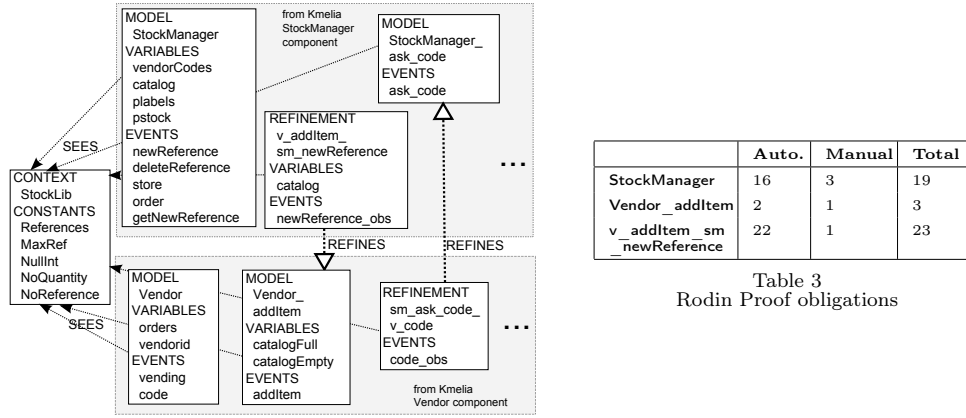 from Kmelia
StockManager
component
MODEL
StockManager
VARIABLES
vendorCodes
catalog
plabels
pstock
EVENTS
newReference
deleteReference
store
order
getNewReference
MODEL
StockManager_
ask_code
EVENTS
ask_code
REFINEMENT
v_addItem_
sm_newReference
VARIABLES
catalog
EVENTS
newReference_obs
...
SEES
CONTEXT
StockLib
CONSTANTS
References
MaxRef
NullInt
NoQuantity
NoReference
REFINES
REFINES
SEES
MODEL
Vendor
VARIABLES
orders
vendorid
EVENTS
vending
code
MODEL
Vendor_
addItem
VARIABLES
catalogFull
catalogEmpty
EVENTS
addItem
REFINEMENT
sm_ask_code_
v_code
EVENTS
code_obs
...
from Kmelia
Vendor component
Auto. Manual Total
StockManager 16 3 19
Vendor_addItem 2 1 3
v_addItem_sm 22 1 23
_newReference
Table 3
Rodin Proof obligations